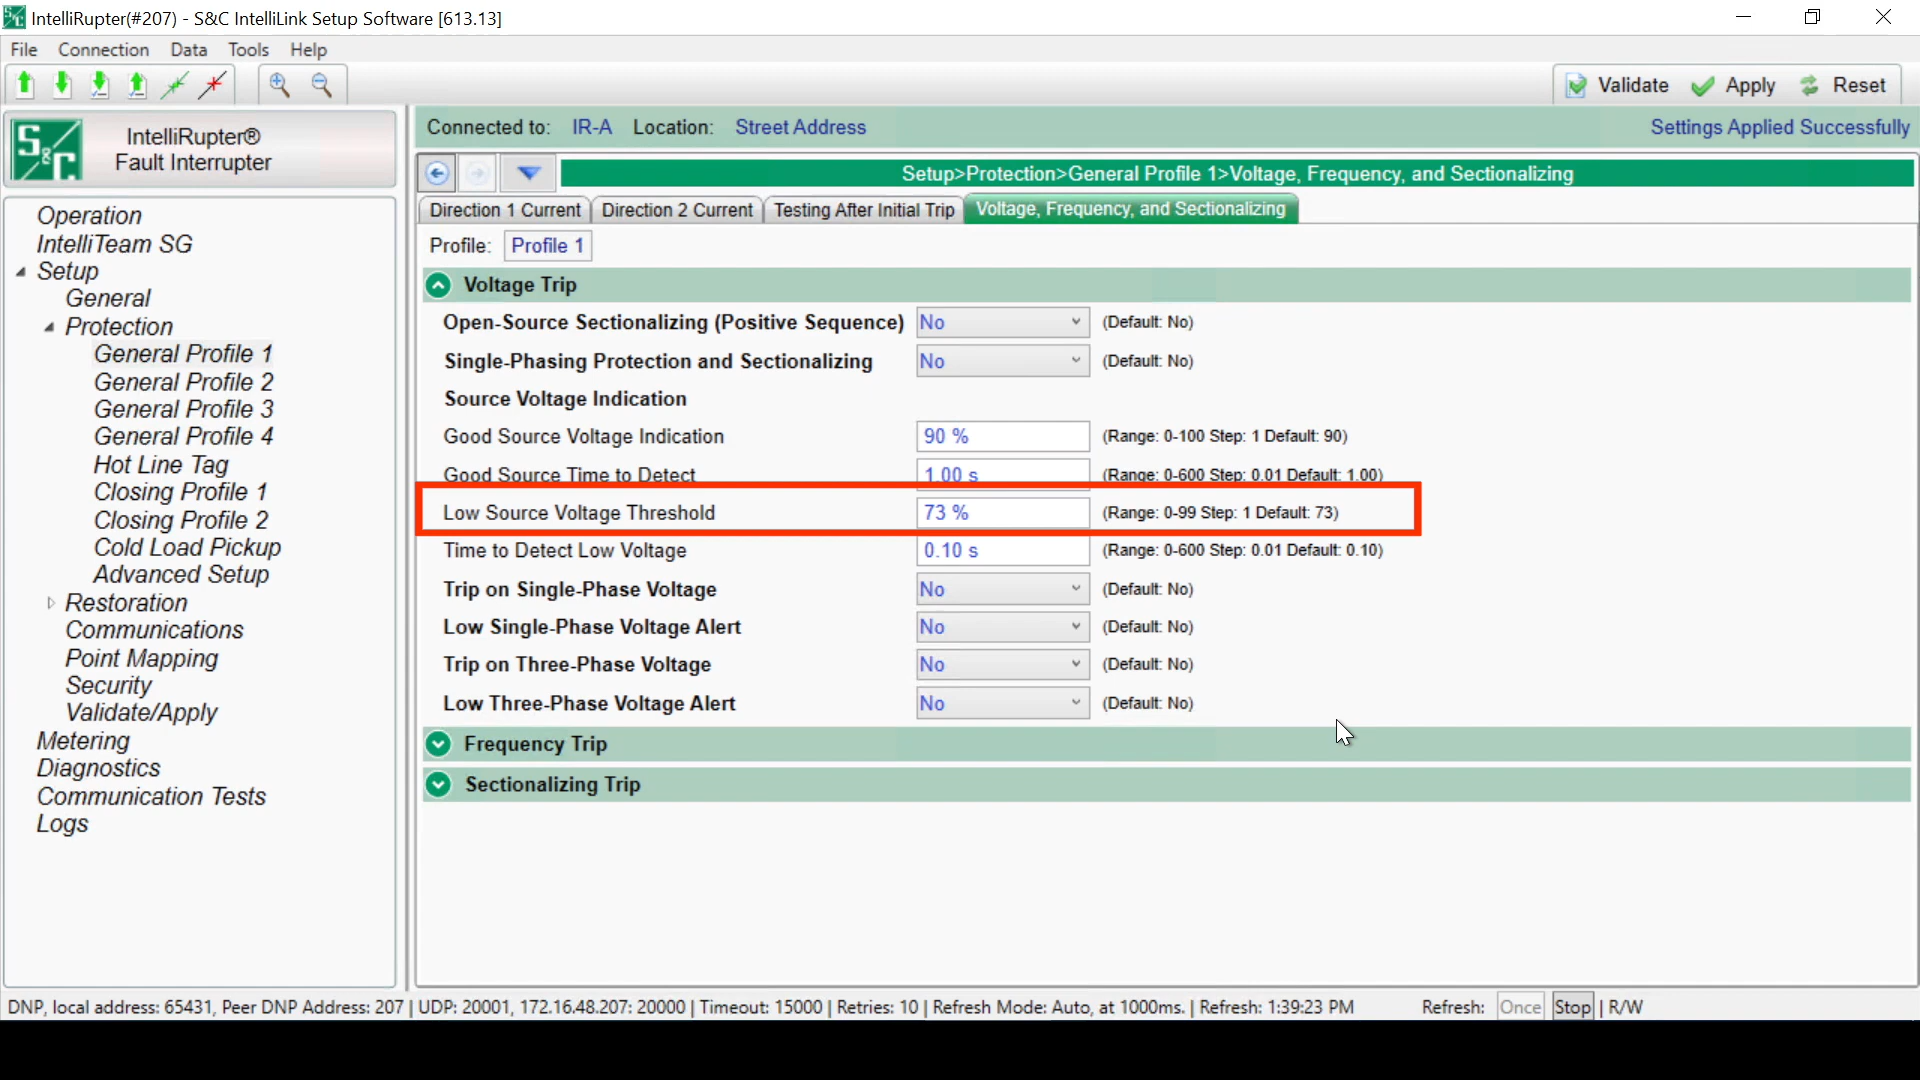 IntelliRupter(#207) - S&C IntelliLink Setup Software [613.13]
File Connection Data Tools Help
Validate Apply Reset
S&C
IntelliRupter®
Fault Interrupter
Connected to: IR-A Location: Street Address Settings Applied Successfully
Setup>Protection>General Profile 1>Voltage, Frequency, and Sectionalizing
Direction 1 Current Direction 2 Current Testing After Initial Trip Voltage, Frequency, and Sectionalizing
Profile: Profile 1
Operation
IntelliTeam SG
Setup
General
Protection
General Profile 1
General Profile 2
General Profile 3
General Profile 4
Hot Line Tag
Closing Profile 1
Closing Profile 2
Cold Load Pickup
Advanced Setup
Restoration
Communications
Point Mapping
Security
Validate/Apply
Metering
Diagnostics
Communication Tests
Logs
Voltage Trip
Open-Source Sectionalizing (Positive Sequence) No (Default: No)
Single-Phasing Protection and Sectionalizing No (Default: No)
Source Voltage Indication
Good Source Voltage Indication 90 % (Range: 0-100 Step: 1 Default: 90)
Good Source Time to Detect 1.00 s (Range: 0-600 Step: 0.01 Default: 1.00)
Low Source Voltage Threshold 73 % (Range: 0-99 Step: 1 Default: 73)
Time to Detect Low Voltage 0.10 s (Range: 0-600 Step: 0.01 Default: 0.10)
Trip on Single-Phase Voltage No (Default: No)
Low Single-Phase Voltage Alert No (Default: No)
Trip on Three-Phase Voltage No (Default: No)
Low Three-Phase Voltage Alert No (Default: No)
Frequency Trip
Sectionalizing Trip
DNP, local address: 65431, Peer DNP Address: 207 | UDP: 20001, 172.16.48.207: 20000 | Timeout: 15000 | Retries: 10 | Refresh Mode: Auto, at 1000ms. | Refresh: 1:39:23 PM Refresh: Once Stop | R/W